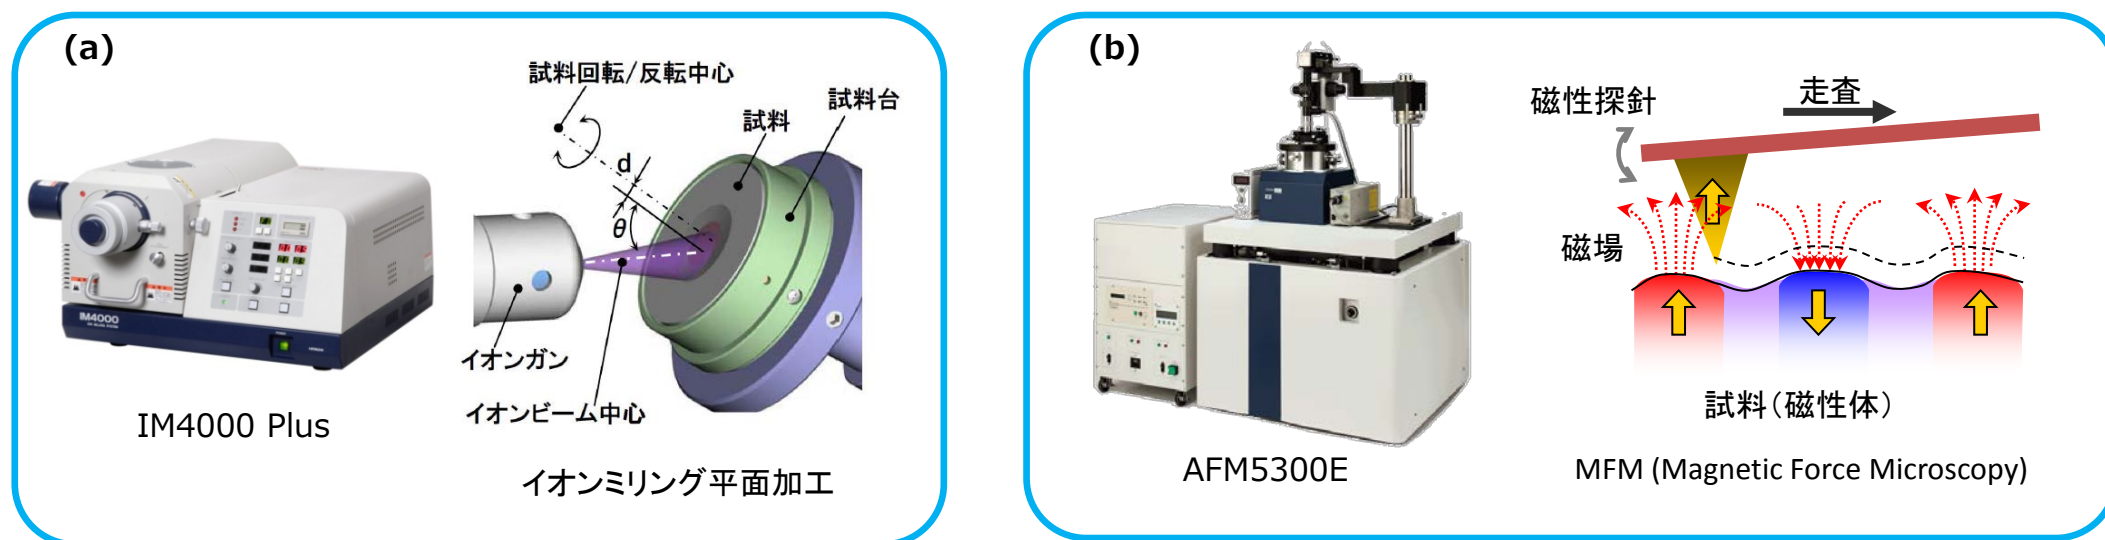 (a)
試料回転/反転中心
試料台
試料
d
θ
IM4000
イオンガン
イオンビーム中心
IM4000 Plus
イオンミリング平面加工
(b)
走査
磁性探針
磁場
試料(磁性体)
AFM5300E
MFM (Magnetic Force Microscopy)